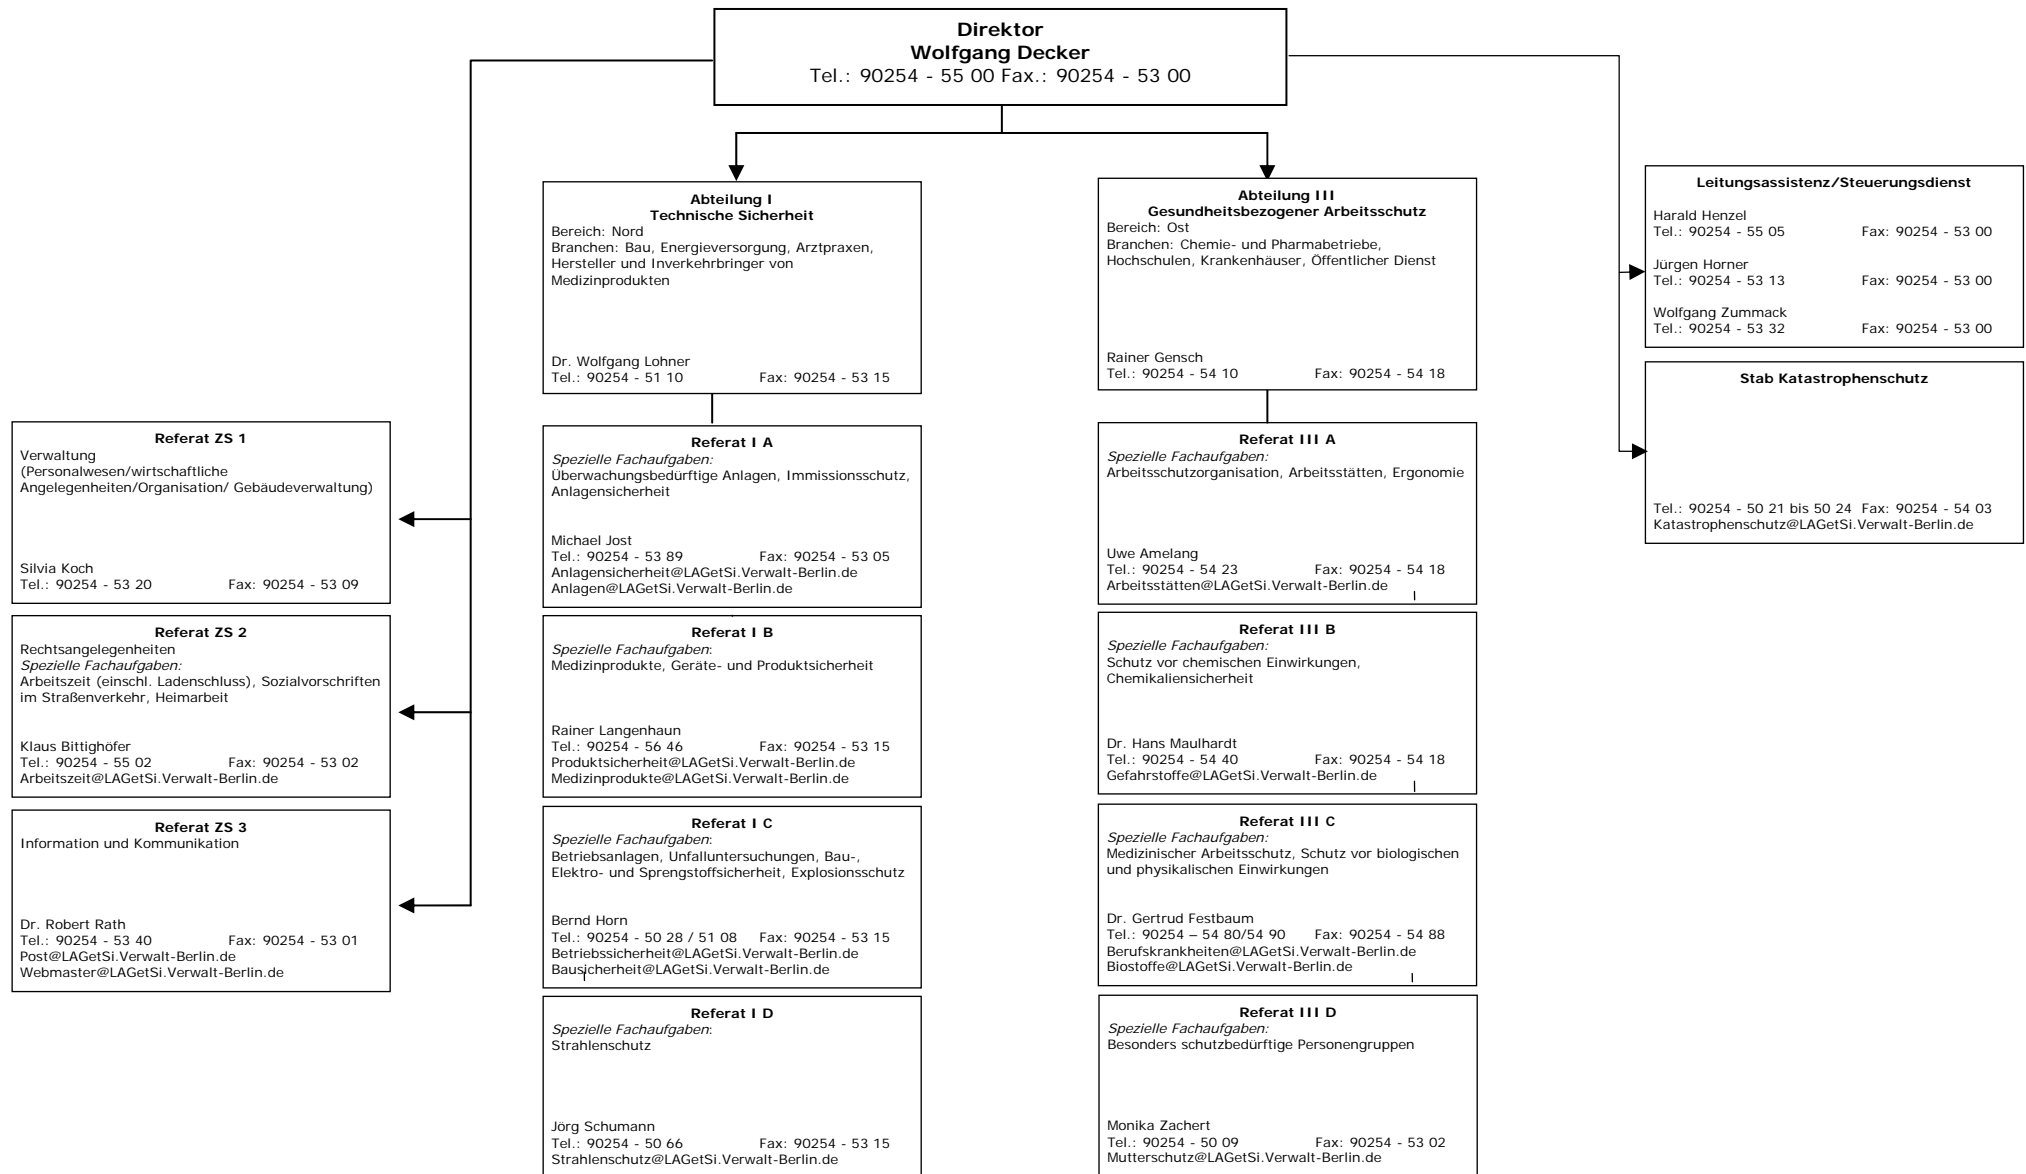 Direktor
Wolfgang Decker
Tel.: 90254 - 55 00 Fax.: 90254 - 53 00
Abteilung I
Technische Sicherheit
Bereich: Nord
Branchen: Bau, Energieversorgung, Arztpraxen,
Hersteller und Inverkehrbringer von
Medizinprodukten
Dr. Wolfgang Lohner
Tel.: 90254 - 51 10 Fax: 90254 - 53 15
Abteilung III
Gesundheitsbezogener Arbeitsschutz
Bereich: Ost
Branchen: Chemie- und Pharmabetriebe,
Hochschulen, Krankenhäuser, Öffentlicher Dienst
Rainer Gensch
Tel.: 90254 - 54 10 Fax: 90254 - 54 18
Leitungsassistenz/Steuerungsdienst
Harald Henzel
Tel.: 90254 - 55 05 Fax: 90254 - 53 00
Jürgen Horner
Tel.: 90254 - 53 13 Fax: 90254 - 53 00
Wolfgang Zummack
Tel.: 90254 - 53 32 Fax: 90254 - 53 00
Stab Katastrophenschutz
Tel.: 90254 - 50 21 bis 50 24 Fax: 90254 - 54 03
Katastrophenschutz@LAGetSi.Verwalt-Berlin.de
Referat ZS 1
Verwaltung
(Personalwesen/wirtschaftliche
Angelegenheiten/Organisation/ Gebäudeverwaltung)
Silvia Koch
Tel.: 90254 - 53 20 Fax: 90254 - 53 09
Referat ZS 2
Rechtsangelegenheiten
Spezielle Fachaufgaben:
Arbeitszeit (einschl. Ladenschluss), Sozialvorschriften
im Straßenverkehr, Heimarbeit
Klaus Bittighöfer
Tel.: 90254 - 55 02 Fax: 90254 - 53 02
Arbeitszeit@LAGetSi.Verwalt-Berlin.de
Referat ZS 3
Information und Kommunikation
Dr. Robert Rath
Tel.: 90254 - 53 40 Fax: 90254 - 53 01
Post@LAGetSi.Verwalt-Berlin.de
Webmaster@LAGetSi.Verwalt-Berlin.de
Referat I A
Spezielle Fachaufgaben:
Überwachungsbedürftige Anlagen, Immissionsschutz,
Anlagensicherheit
Michael Jost
Tel.: 90254 - 53 89 Fax: 90254 - 53 05
Anlagensicherheit@LAGetSi.Verwalt-Berlin.de
Anlagen@LAGetSi.Verwalt-Berlin.de
Referat I B
Spezielle Fachaufgaben:
Medizinprodukte, Geräte- und Produktsicherheit
Rainer Langenhaun
Tel.: 90254 - 56 46 Fax: 90254 - 53 15
Produktsicherheit@LAGetSi.Verwalt-Berlin.de
Medizinprodukte@LAGetSi.Verwalt-Berlin.de
Referat I C
Spezielle Fachaufgaben:
Betriebsanlagen, Unfalluntersuchungen, Bau-,
Elektro- und Sprengstoffsicherheit, Explosionsschutz
Bernd Horn
Tel.: 90254 - 50 28 / 51 08 Fax: 90254 - 53 15
Betriebssicherheit@LAGetSi.Verwalt-Berlin.de
Bausicherheit@LAGetSi.Verwalt-Berlin.de
Referat I D
Spezielle Fachaufgaben:
Strahlenschutz
Jörg Schumann
Tel.: 90254 - 50 66 Fax: 90254 - 53 15
Strahlenschutz@LAGetSi.Verwalt-Berlin.de
Referat III A
Spezielle Fachaufgaben:
Arbeitsschutzorganisation, Arbeitsstätten, Ergonomie
Uwe Amelang
Tel.: 90254 - 54 23 Fax: 90254 - 54 18
Arbeitsstätten@LAGetSi.Verwalt-Berlin.de
Referat III B
Spezielle Fachaufgaben:
Schutz vor chemischen Einwirkungen,
Chemikaliensicherheit
Dr. Hans Maulhardt
Tel.: 90254 - 54 40 Fax: 90254 - 54 18
Gefahrstoffe@LAGetSi.Verwalt-Berlin.de
Referat III C
Spezielle Fachaufgaben:
Medizinischer Arbeitsschutz, Schutz vor biologischen
und physikalischen Einwirkungen
Dr. Gertrud Festbaum
Tel.: 90254 – 54 80/54 90 Fax: 90254 - 54 88
Berufskrankheiten@LAGetSi.Verwalt-Berlin.de
Biostoffe@LAGetSi.Verwalt-Berlin.de
Referat III D
Spezielle Fachaufgaben:
Besonders schutzbedürftige Personengruppen
Monika Zachert
Tel.: 90254 - 50 09 Fax: 90254 - 53 02
Mutterschutz@LAGetSi.Verwalt-Berlin.de